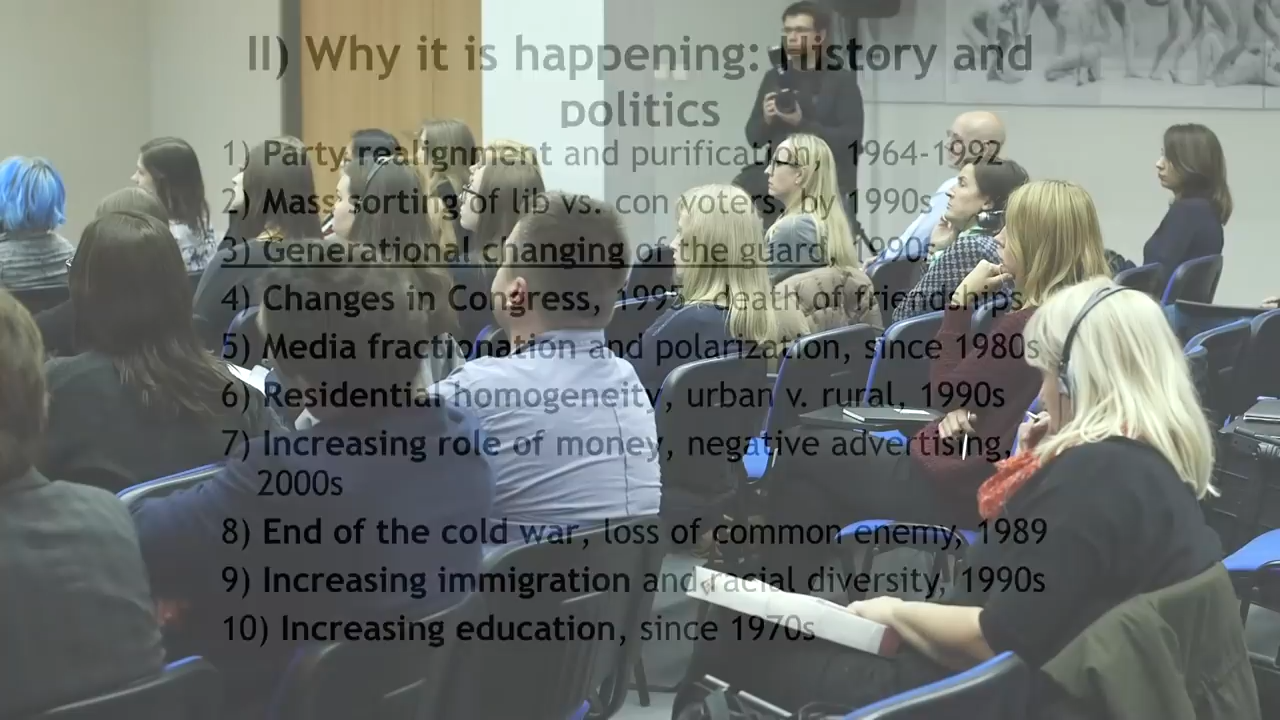 II) Why it is happening: History and
politics
1) Party realignment and purification, 1964-1992
2) Mass sorting of lib vs. con voters, by 1990s
3) Generational changing of the guard, 1990s
4) Changes in Congress, 1995, death of friendships
5) Media fractionation and polarization, since 1980s
6) Residential homogeneity, urban v. rural, 1990s
7) Increasing role of money, negative advertising,
2000s
8) End of the cold war, loss of common enemy, 1989
9) Increasing immigration and racial diversity, 1990s
10) Increasing education, since 1970s